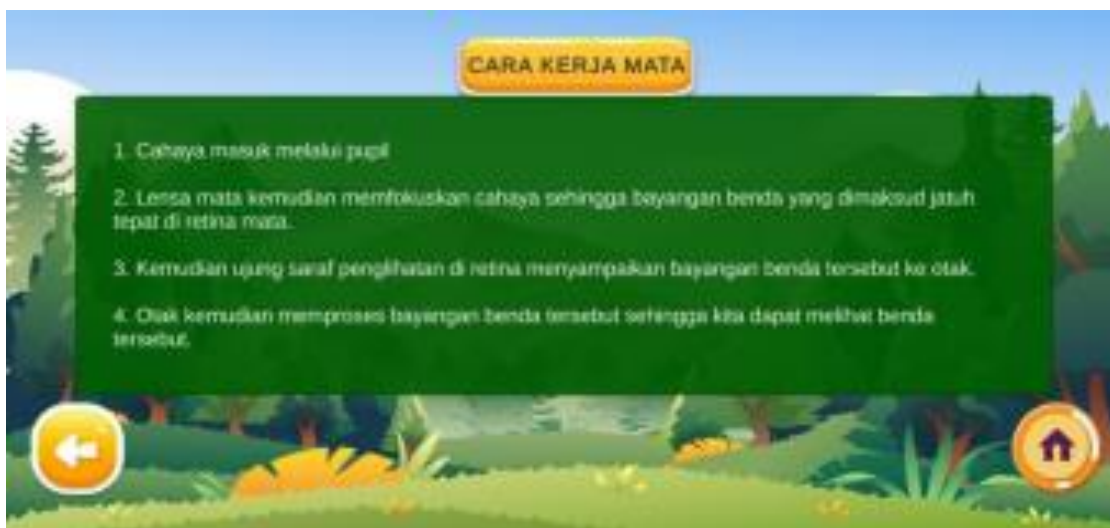 CARA KERJA MATA
1. Cahaya masuk melalui pupil
2. Lensa mata kemudian memfokuskan cahaya sehingga bayangan benda yang dimaksud jatuh
tepat di retina mata.
3. Kemudian ujung saraf penglihatan di retina menyampaikan bayangan benda tersebut ke otak.
4. Otak kemudian memproses bayangan benda tersebut sehingga kita dapat melihat benda
tersebut.